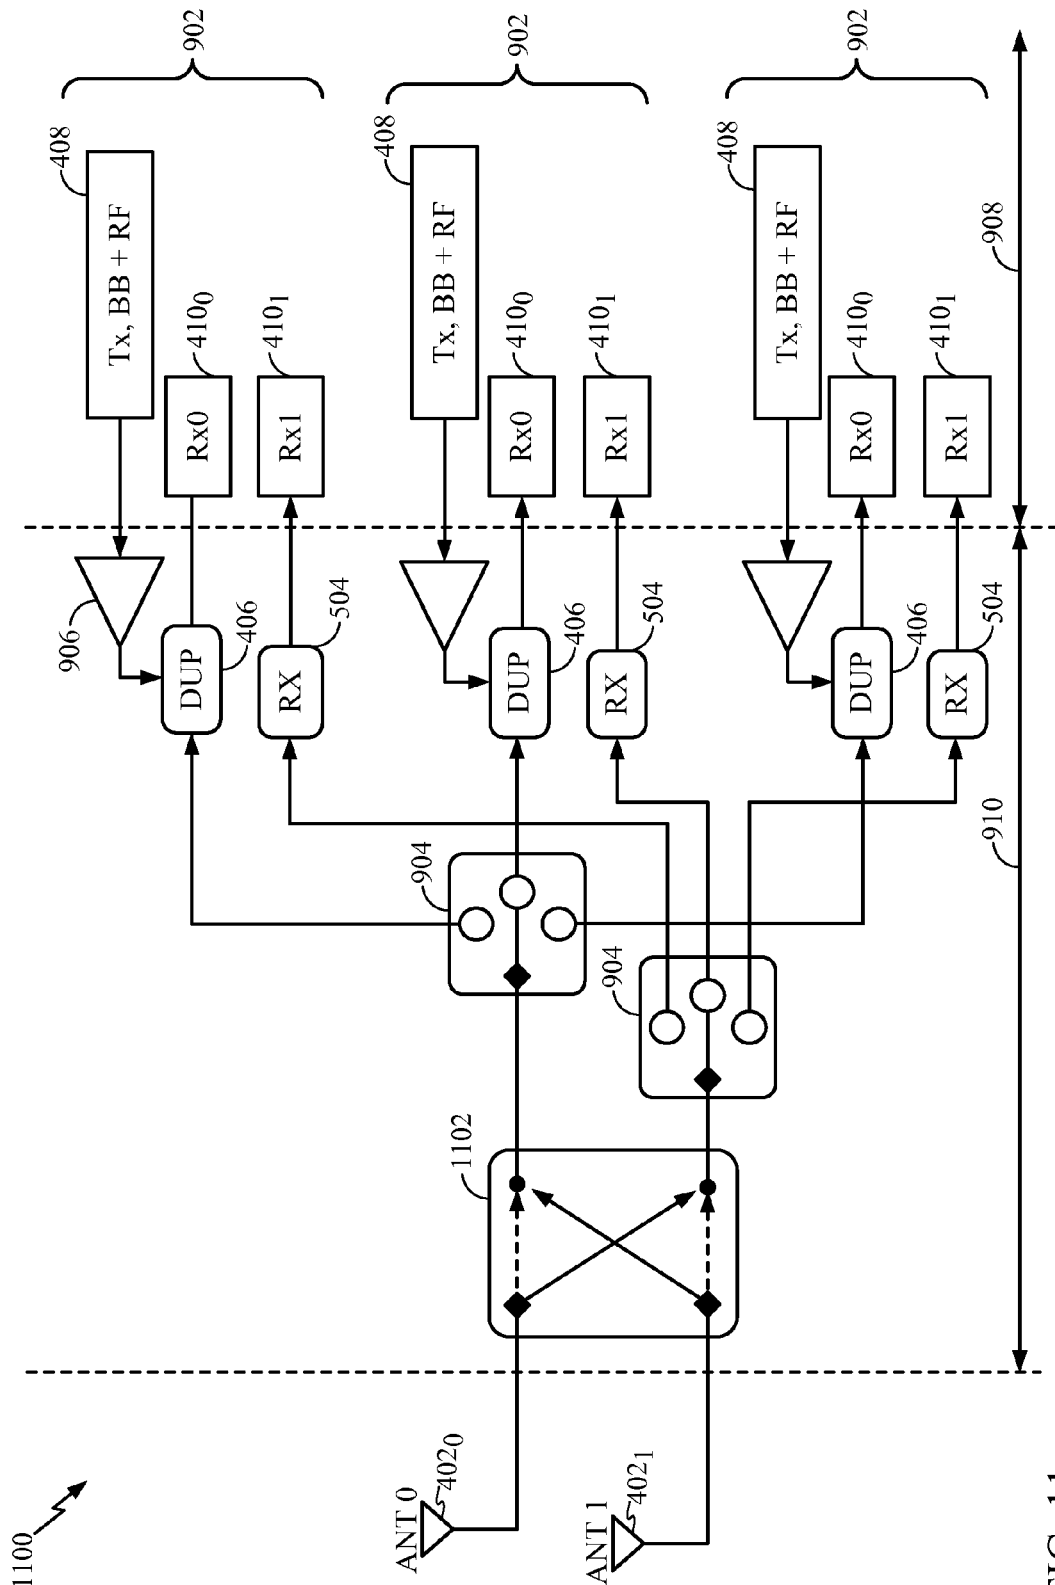 1100
902
902
902
408
Tx, BB + RF
408
Tx, BB + RF
408
Tx, BB + RF
908
410₀
Rx0
410₁
Rx1
410₀
Rx0
410₁
Rx1
410₀
Rx0
410₁
Rx1
906
DUP
406
RX
504
DUP
406
RX
504
DUP
406
RX
504
910
904
904
1102
ANT 0
402₀
ANT 1
402₁
FIG. 11